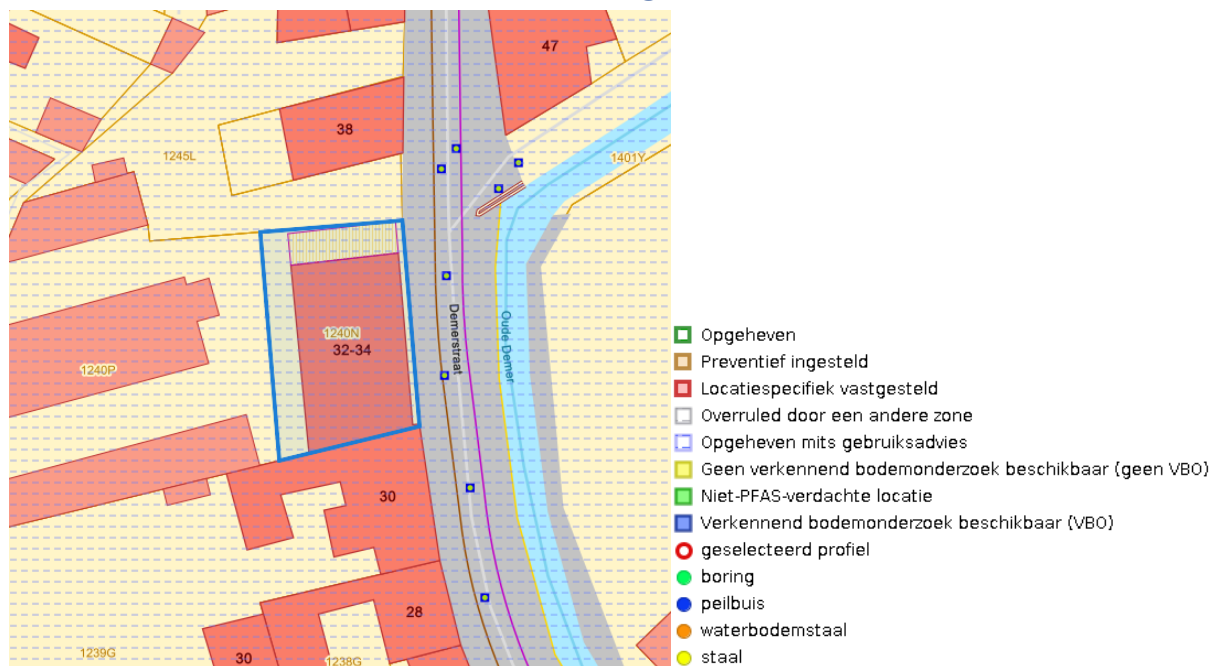 47
38
1245L
1401Y
1240N
32-34
Demerstraat
Oude Demer
1240P
30
28
1239G
30
1238G
Opgeheven
Preventief ingesteld
Locatiespecifiek vastgesteld
Overruled door een andere zone
Opgeheven mits gebruiksadvies
Geen verkennend bodemonderzoek beschikbaar (geen VBO)
Niet-PFAS-verdachte locatie
Verkennend bodemonderzoek beschikbaar (VBO)
geselecteerd profiel
boring
peilbuis
waterbodemstaal
staal